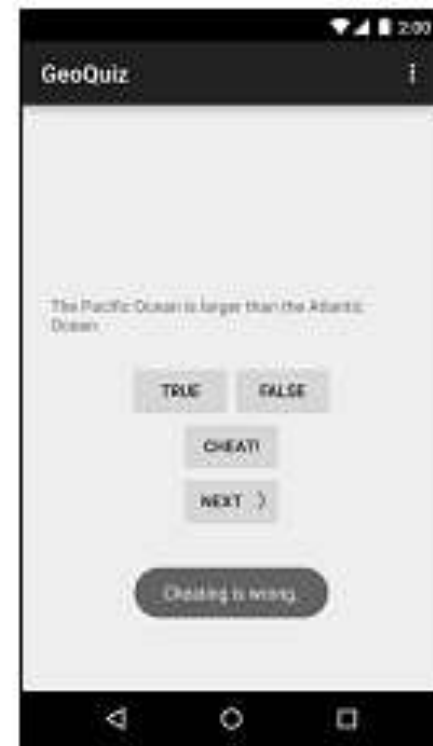 2:00
GeoQuiz
The Pacific Ocean is larger than the Atlantic
Ocean.
TRUE FALSE
CHEAT!
NEXT
Cheating is wrong.